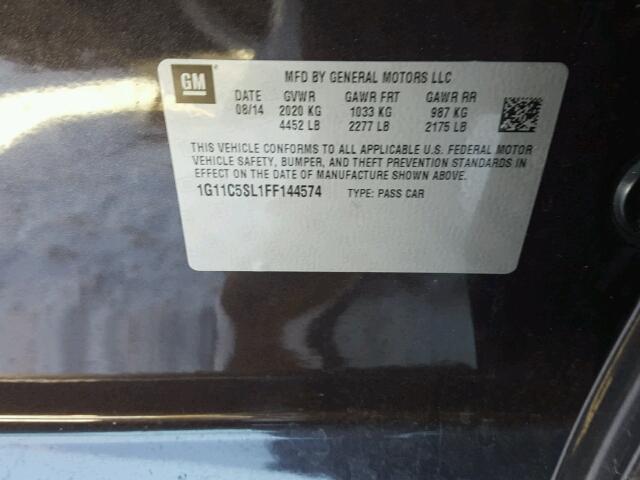 GM MFD BY GENERAL MOTORS LLC
DATE GVWR GAWR FRT GAWR RR
08/14 2020 KG 1033 KG 987 KG
4452 LB 2277 LB 2175 LB
THIS VEHICLE CONFORMS TO ALL APPLICABLE U.S. FEDERAL MOTOR
VEHICLE SAFETY, BUMPER, AND THEFT PREVENTION STANDARDS
IN EFFECT ON THE DATE OF MANUFACTURE SHOWN ABOVE.
1G11C5SL1FF144574 TYPE: PASS CAR